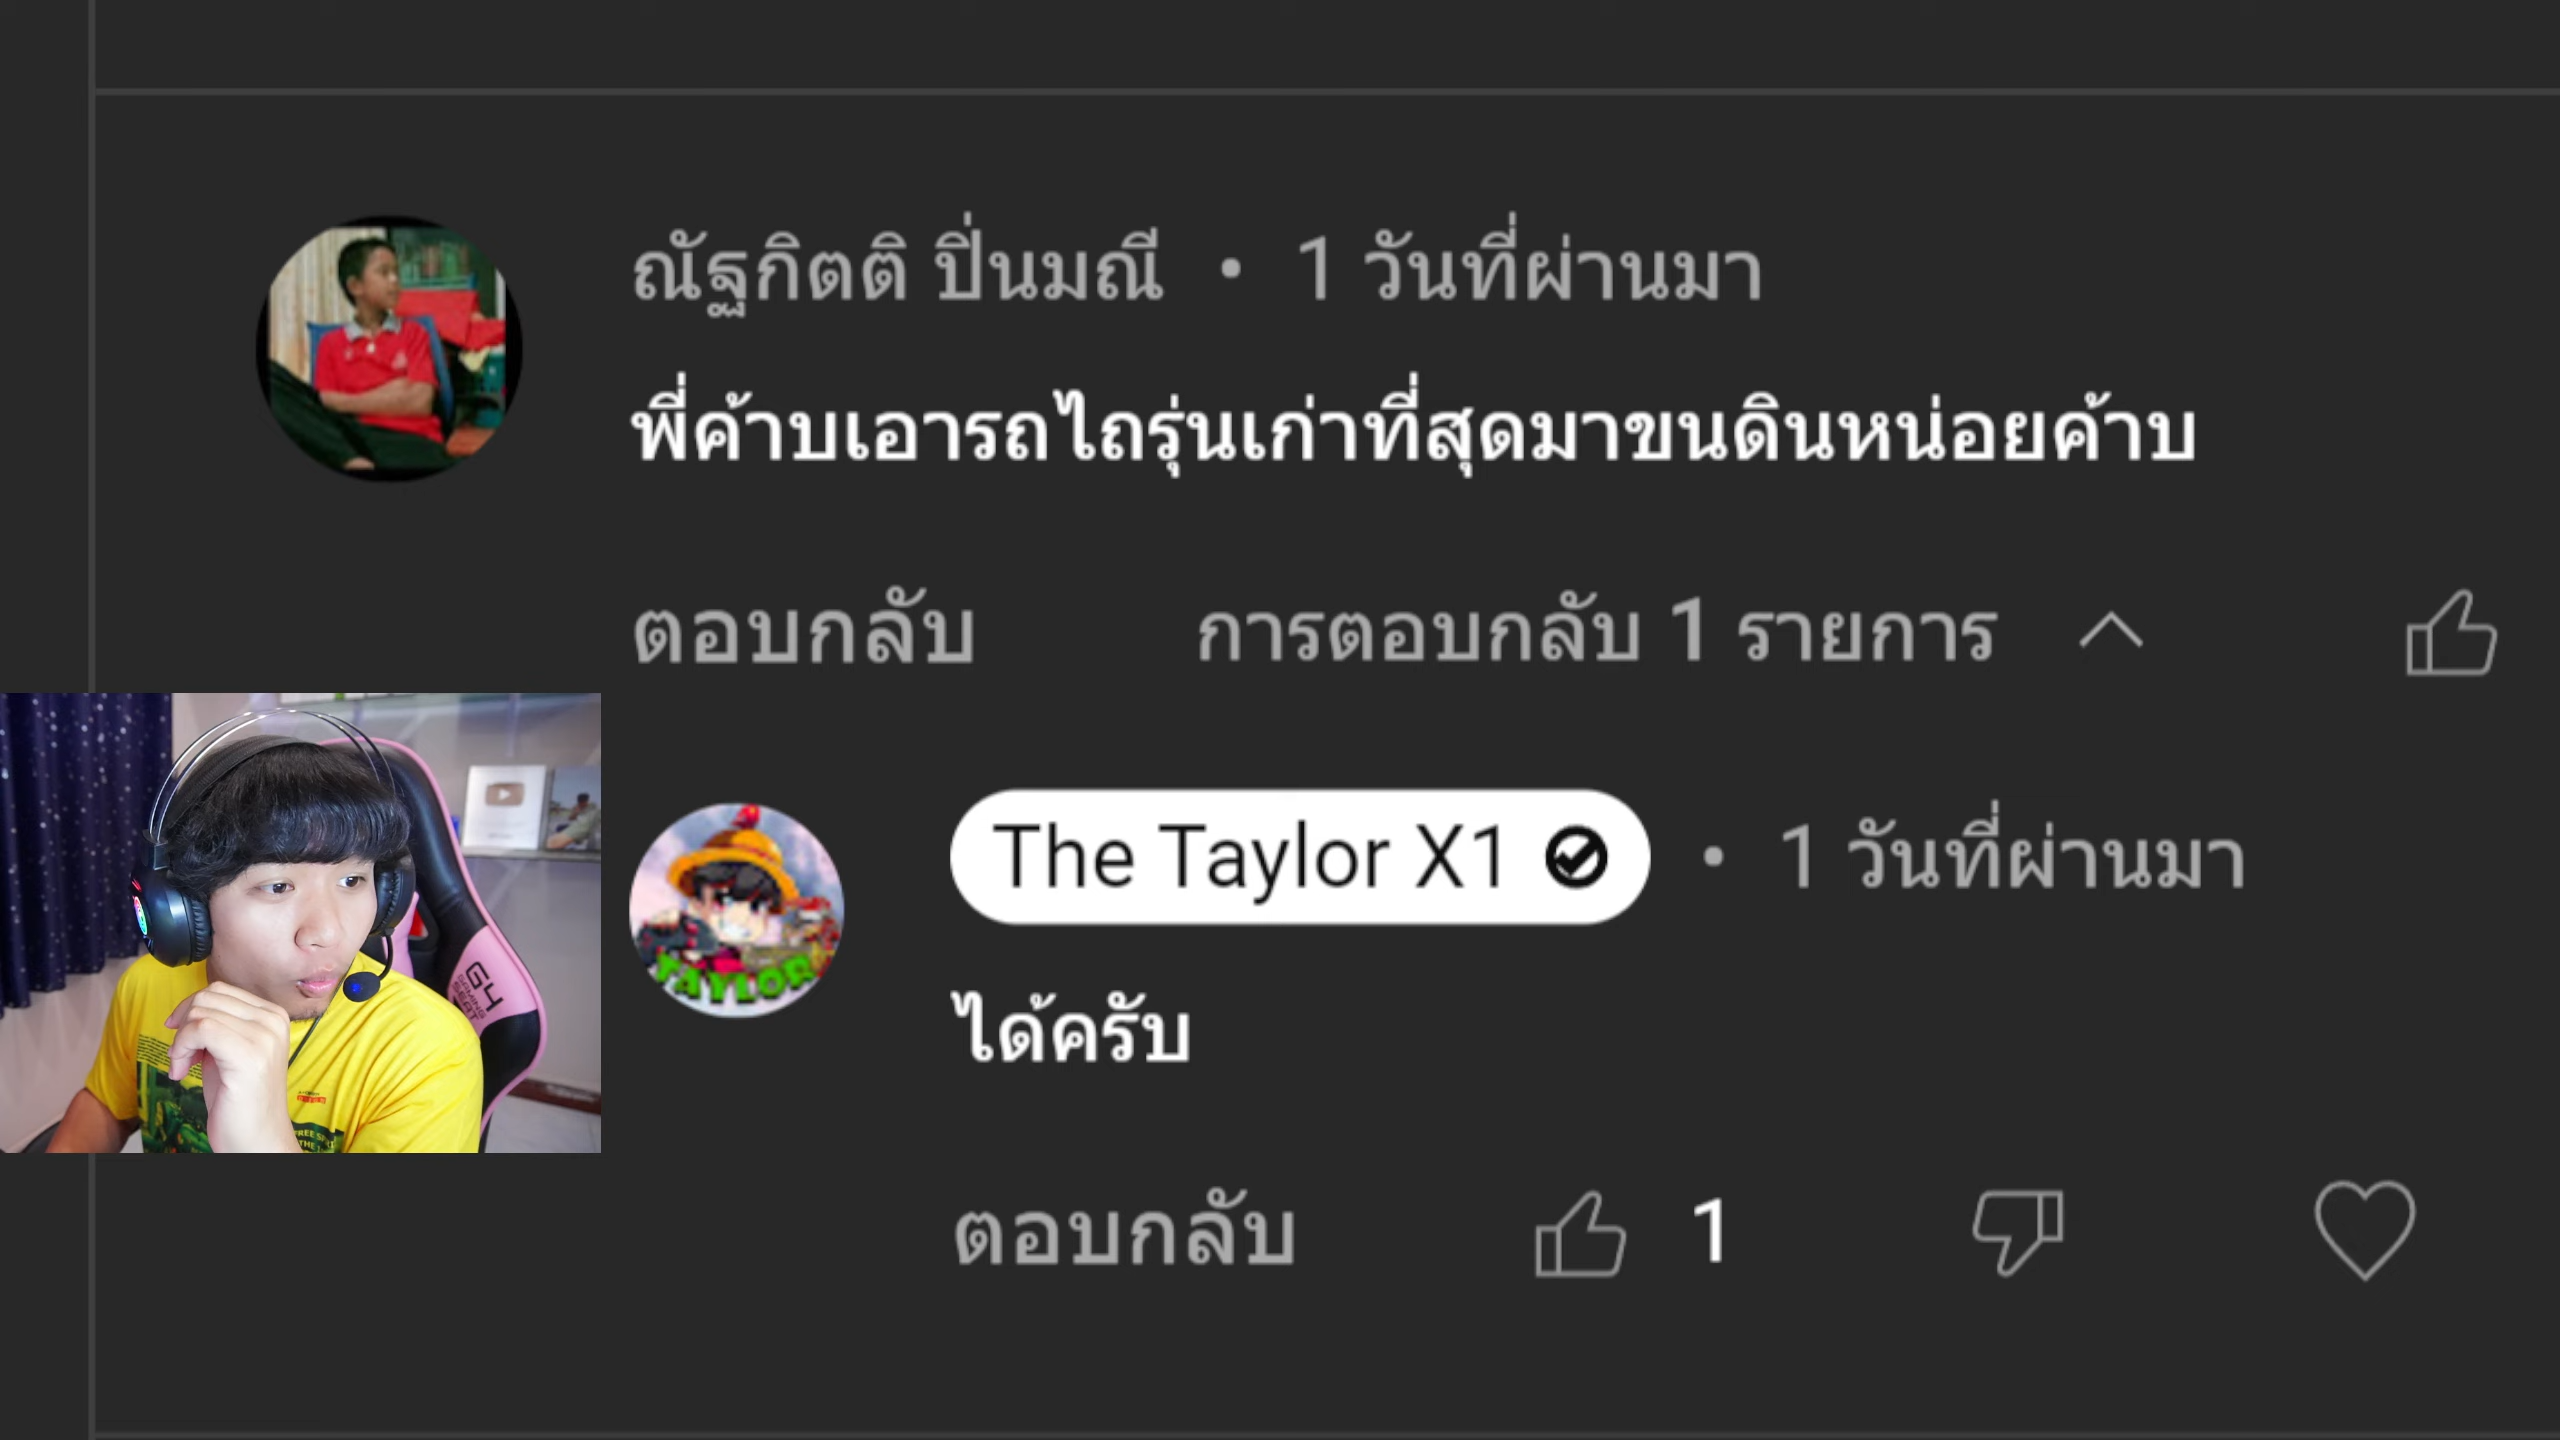 ณัฐกิตติ ปิ่นมณี • 1 วันที่ผ่านมา
พี่ค้าบเอารถไถรุ่นเก่าที่สุดมาขนดินหน่อยค้าบ
ตอบกลับ การตอบกลับ 1 รายการ
The Taylor X1 • 1 วันที่ผ่านมา
TAYLOR
ได้ครับ
G4
GAMING
SEAT
ตอบกลับ 1